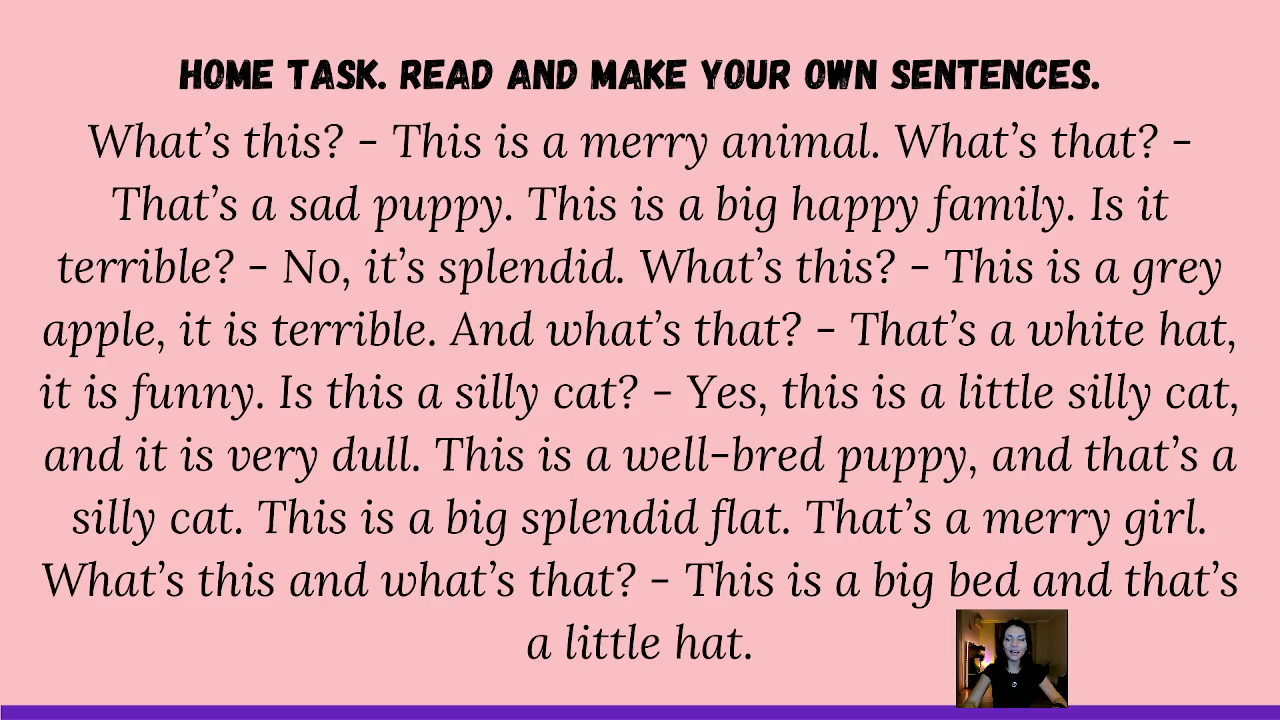 HOME TASK. READ AND MAKE YOUR OWN SENTENCES.
What's this? - This is a merry animal. What's that? -
That's a sad puppy. This is a big happy family. Is it
terrible? - No, it's splendid. What's this? - This is a grey
apple, it is terrible. And what's that? - That's a white hat,
it is funny. Is this a silly cat? - Yes, this is a little silly cat,
and it is very dull. This is a well-bred puppy, and that's a
silly cat. This is a big splendid flat. That's a merry girl.
What's this and what's that? - This is a big bed and that's
a little hat.